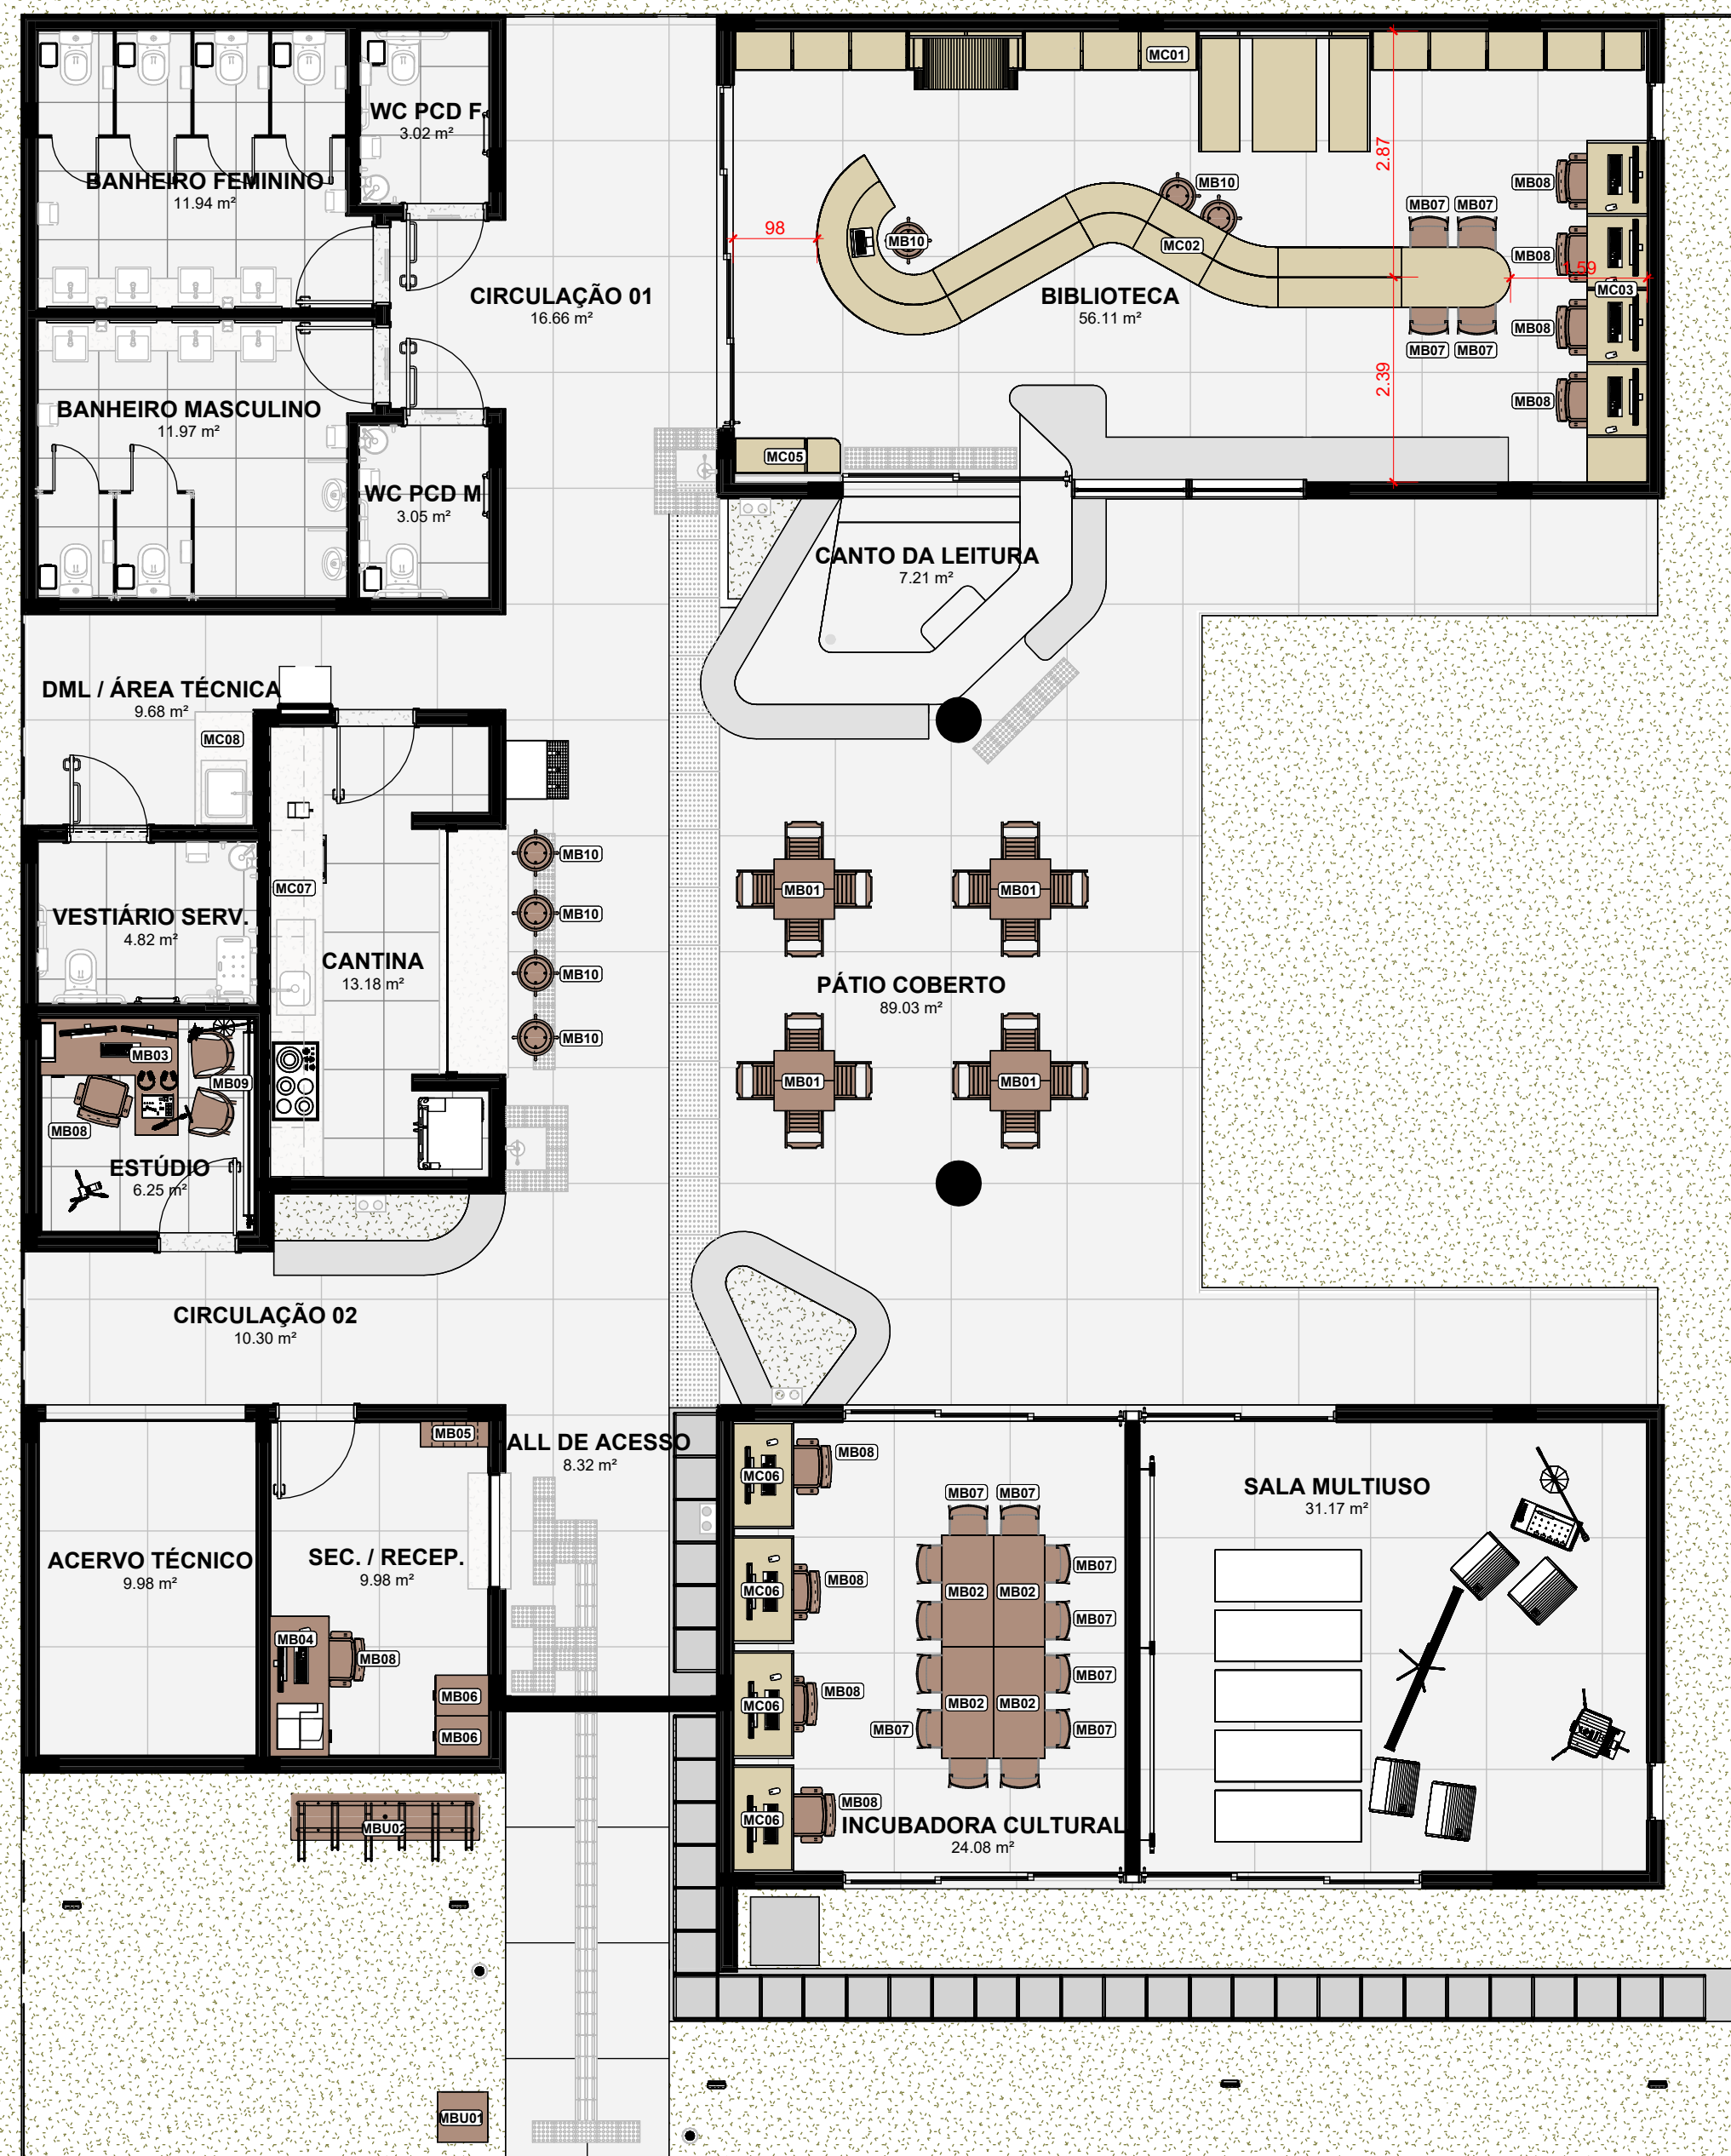 WC PCD F
3.02 m²
BANHEIRO FEMININO
11.94 m²
CIRCULAÇÃO 01
16.66 m²
BANHEIRO MASCULINO
11.97 m²
WC PCD M
3.05 m²
MC01
2.87
MB10
MB08
MB07 MB07
98
MB10
MC02
MB08
1.59
MC03
BIBLIOTECA
56.11 m²
MB08
MB07 MB07
2.39
MB08
MC05
CANTO DA LEITURA
7.21 m²
DML / ÁREA TÉCNICA
9.68 m²
MC08
MB10
MC07
MB01
MB01
VESTIÁRIO SERV.
4.82 m²
MB10
CANTINA
13.18 m²
MB10
PÁTIO COBERTO
89.03 m²
MB10
MB03
MB09
MB01
MB01
MB08
ESTÚDIO
6.25 m²
CIRCULAÇÃO 02
10.30 m²
MB05
ALL DE ACESSO
8.32 m²
MB08
MC06
MB07 MB07
SALA MULTIUSO
31.17 m²
ACERVO TÉCNICO
9.98 m²
SEC. / RECEP.
9.98 m²
MB07
MB08
MC06
MB02 MB02
MB07
MB04
MB08
MB07
MB06
MB08
MC06
MB02 MB02
MB06
MB07
MB07
MB08
MC06
MBU02
INCUBADORA CULTURAL
24.08 m²
MBU01